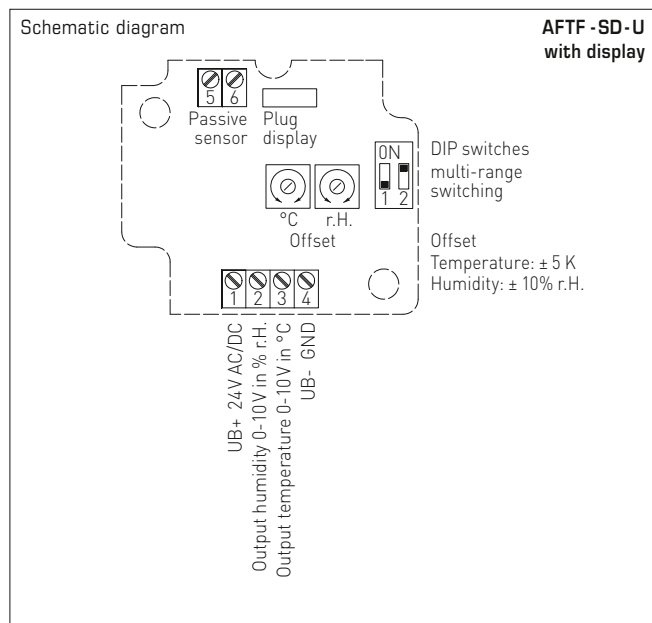 Schematic diagram
AFTF - SD - U
with display
5 6
Passive
sensor
Plug
display
ON
1 2
DIP switches
multi-range
switching
°C
r.H.
Offset
Offset
Temperature: ± 5 K
Humidity: ± 10% r.H.
1 2 3 4
UB+ 24V AC/DC
Output humidity 0-10V in % r.H.
Output temperature 0-10V in °C
UB- GND